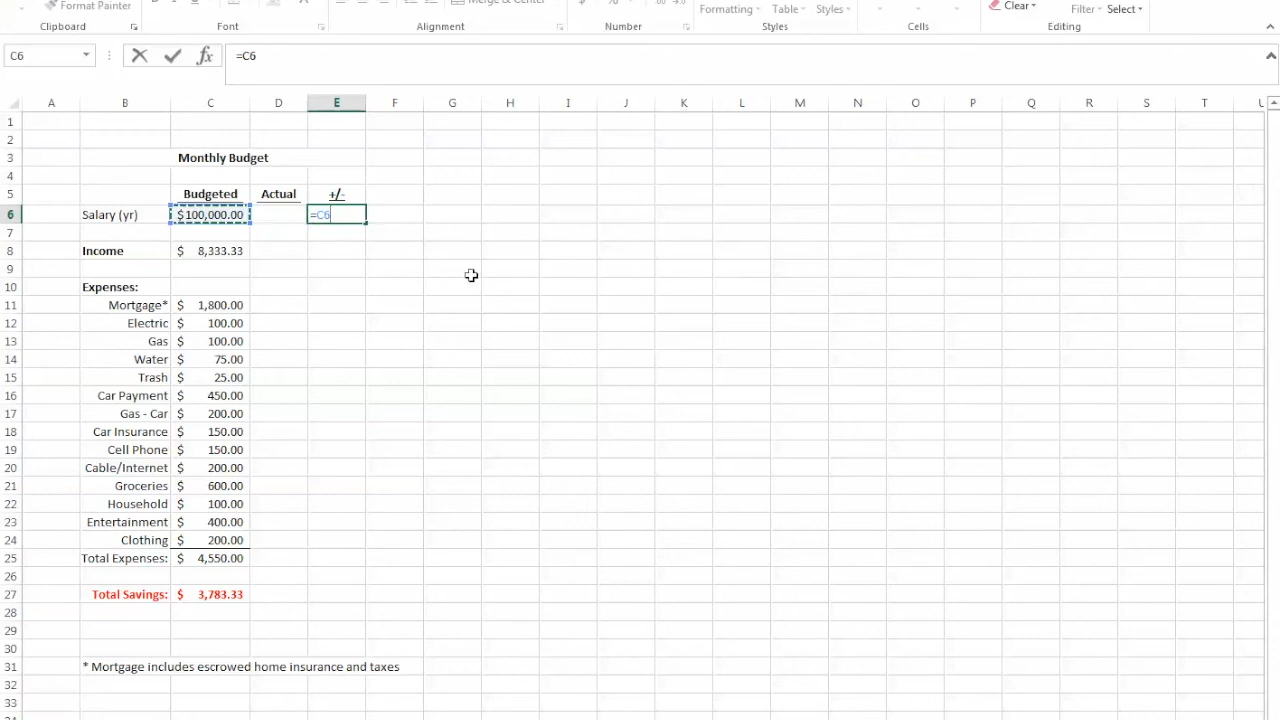 Format Painter
Merge & Center
Formatting Table Styles
Clear
Filter Select
Clipboard Font Alignment Number Styles Cells Editing
C6 fx =C6
A B C D E F G H I J K L M N O P Q R S T U
1
2
3 Monthly Budget
4
5 Budgeted Actual +/-
6 Salary (yr) $100,000.00 =C6
7
8 Income $ 8,333.33
9
10 Expenses:
11 Mortgage* $ 1,800.00
12 Electric $ 100.00
13 Gas $ 100.00
14 Water $ 75.00
15 Trash $ 25.00
16 Car Payment $ 450.00
17 Gas - Car $ 200.00
18 Car Insurance $ 150.00
19 Cell Phone $ 150.00
20 Cable/Internet $ 200.00
21 Groceries $ 600.00
22 Household $ 100.00
23 Entertainment $ 400.00
24 Clothing $ 200.00
25 Total Expenses: $ 4,550.00
26
27 Total Savings: $ 3,783.33
28
29
30
31 * Mortgage includes escrowed home insurance and taxes
32
33